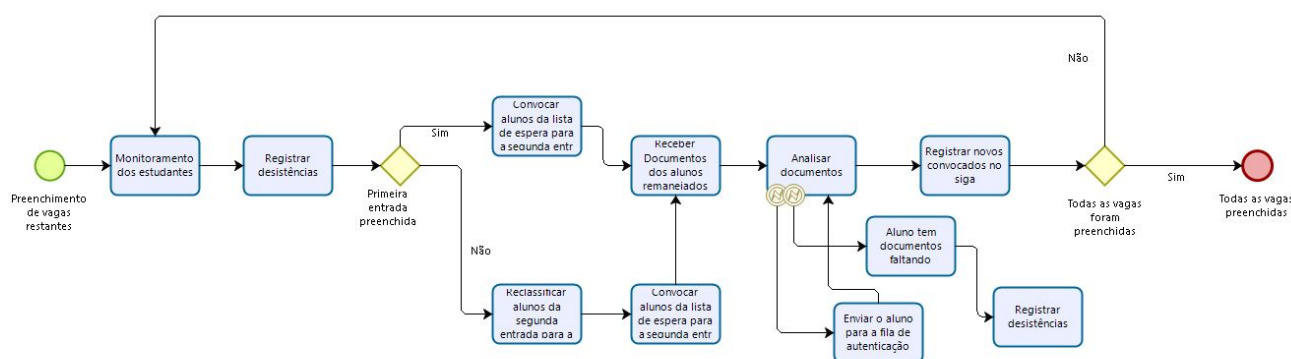 Preenchimento
de vagas
restantes
Monitoramento
dos estudantes
Registrar
desistências
Primeira
entrada
preenchida
Sim
Não
Convocar
alunos da lista
de espera para
a segunda entr
Reclassificar
alunos da
segunda
entrada para a
Convocar
alunos da lista
de espera para
a segunda entr
Receber
Documentos
dos alunos
remanejados
Analisar
documentos
Enviar o aluno
para a fila de
autenticação
Aluno tem
documentos
faltando
Registrar
desistências
Registrar novos
convocados no
siga
Todas as vagas
foram
preenchidas
Não
Sim
Todas as vagas
preenchidas